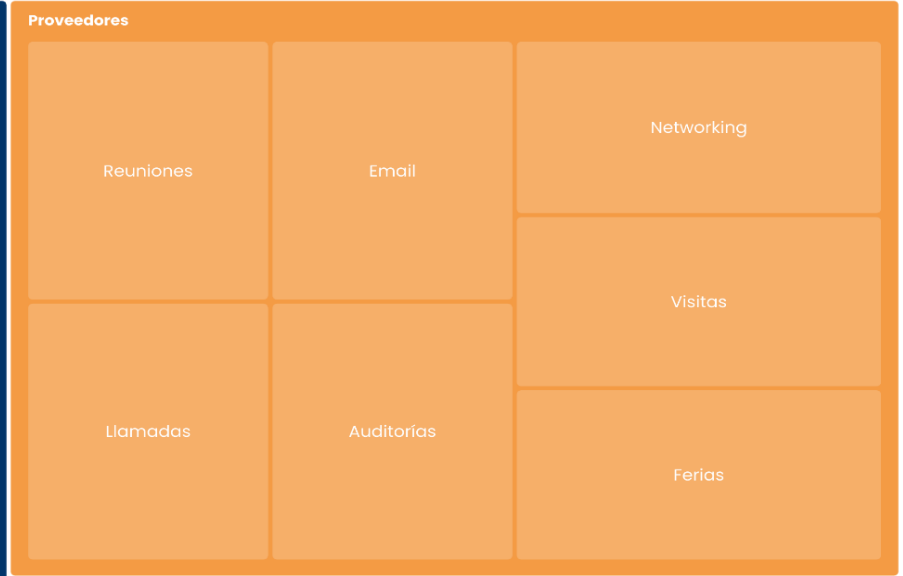 Proveedores
Reuniones
Email
Networking
Visitas
Llamadas
Auditorías
Ferias